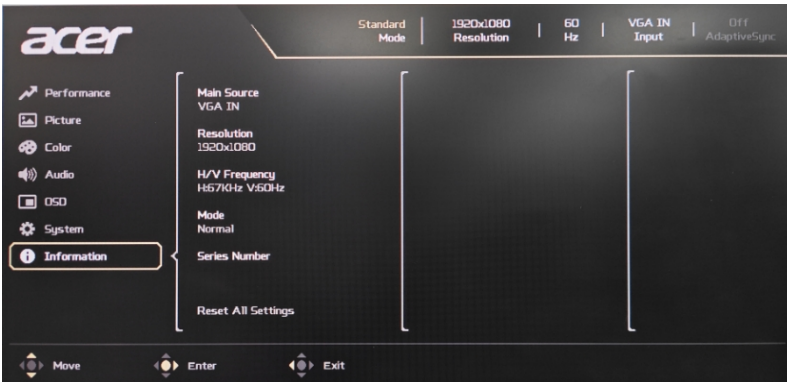 acer
Standard Mode
1920x1080 Resolution
60 Hz
VGA IN Input
Off AdaptiveSync
Performance
Picture
Color
Audio
OSD
System
Information
Main Source
VGA IN
Resolution
1920x1080
H/V Frequency
H:67KHz V:60Hz
Mode
Normal
Series Number
Reset All Settings
Move
Enter
Exit